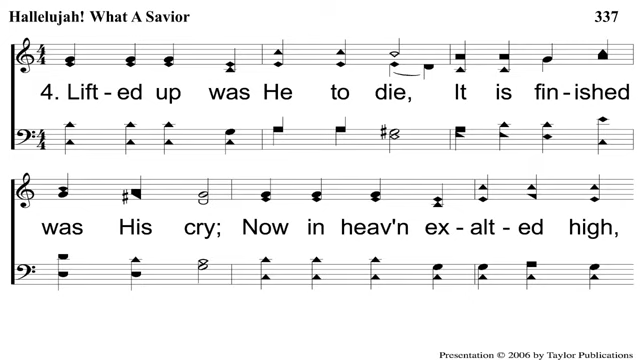 Hallelujah! What A Savior 337
4. Lift-ed up was He to die, It is fin-ished
was His cry; Now in heav'n ex-alt-ed high,
Presentation © 2006 by Taylor Publications